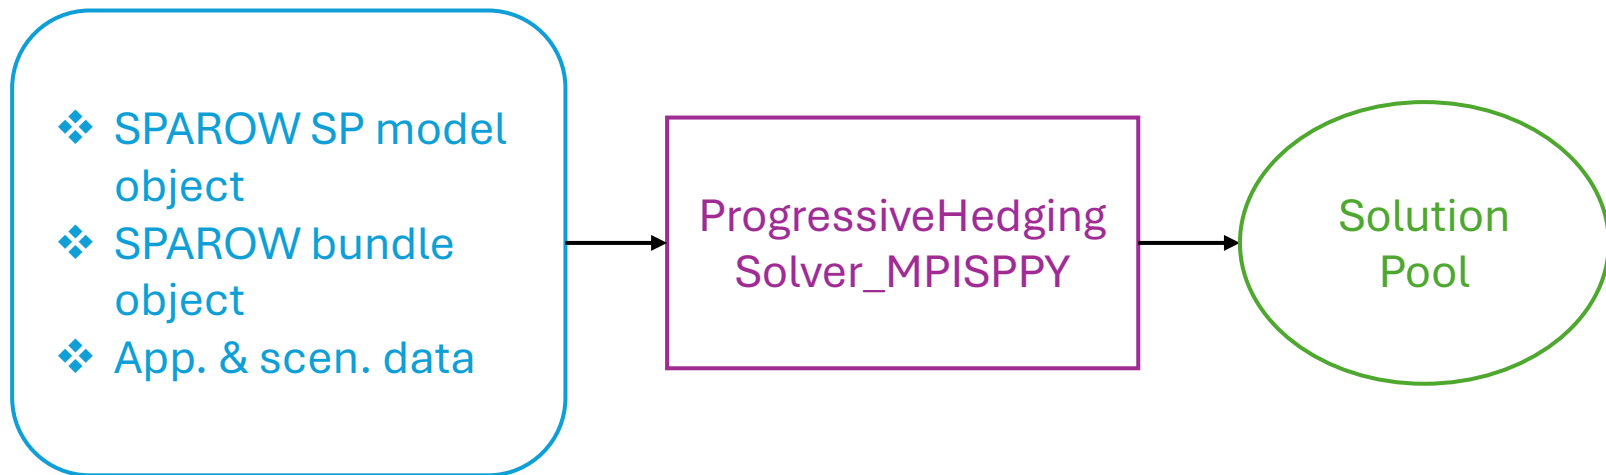 ❖ SPAROW SP model
object
❖ SPAROW bundle
object
❖ App. & scen. data
ProgressiveHedging
Solver_MPISPPY
Solution
Pool